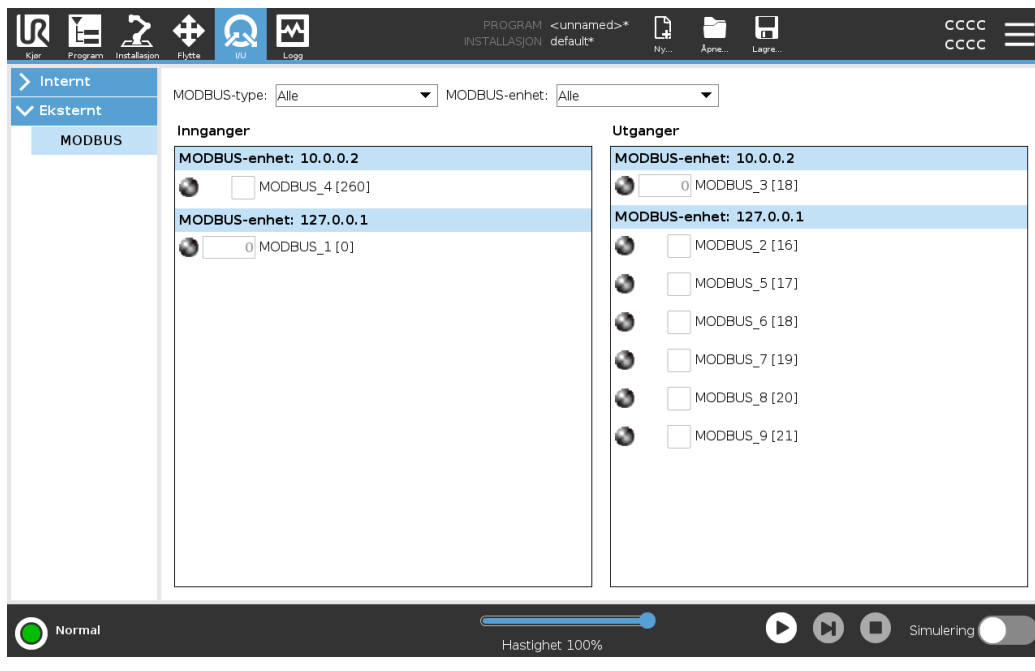 PROGRAM <unnamed>*
INSTALLASJON default*
CCCC
CCCC
Kjør Program Installasjon Flytte I/U Logg Ny... Åpne... Lagre...
Internt
Eksternt
MODBUS
MODBUS-type: Alle MODBUS-enhet: Alle
Innganger
MODBUS-enhet: 10.0.0.2
MODBUS_4 [260]
MODBUS-enhet: 127.0.0.1
0 MODBUS_1 [0]
Utganger
MODBUS-enhet: 10.0.0.2
0 MODBUS_3 [18]
MODBUS-enhet: 127.0.0.1
MODBUS_2 [16]
MODBUS_5 [17]
MODBUS_6 [18]
MODBUS_7 [19]
MODBUS_8 [20]
MODBUS_9 [21]
Normal
Hastighet 100%
Simulering